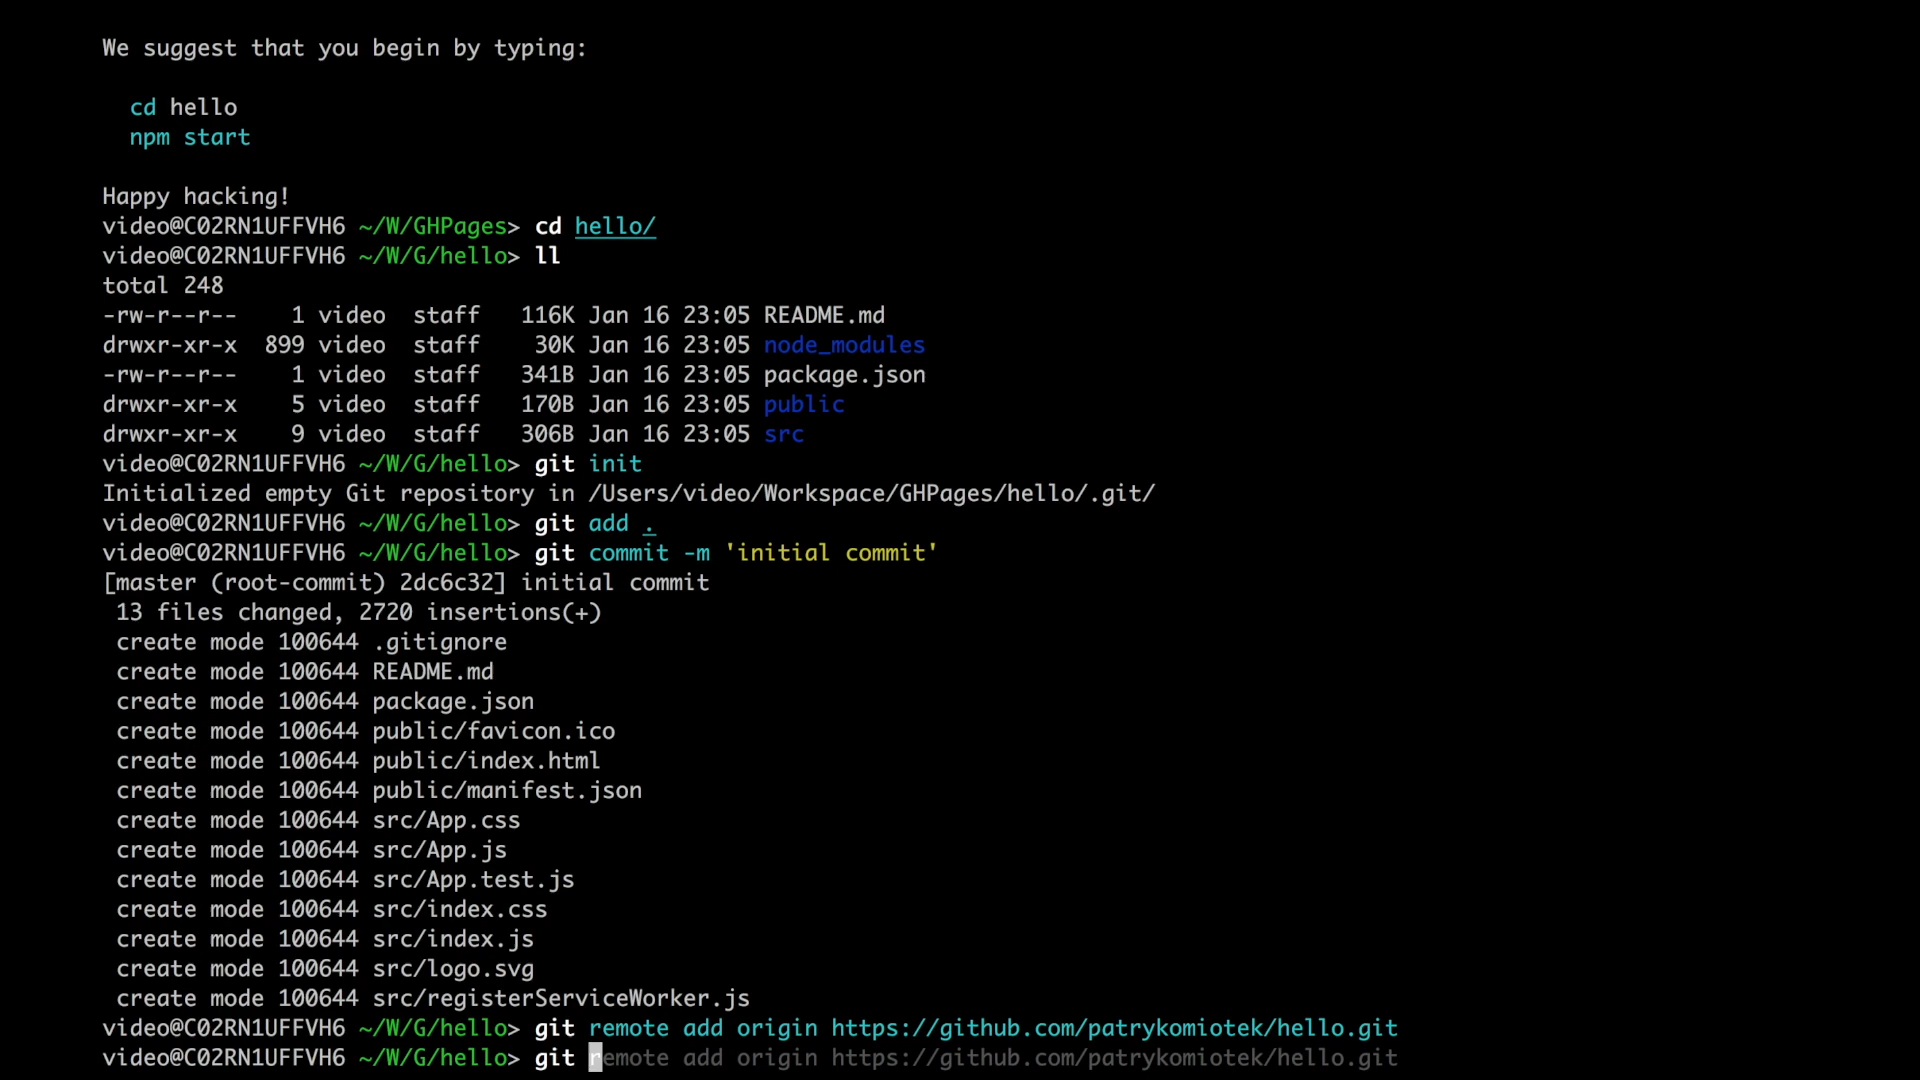 We suggest that you begin by typing:
cd hello
npm start
Happy hacking!
video@C02RN1UFFVH6 ~/W/GHPages> cd hello/
video@C02RN1UFFVH6 ~/W/G/hello> ll
total 248
-rw-r--r-- 1 video staff 116K Jan 16 23:05 README.md
drwxr-xr-x 899 video staff 30K Jan 16 23:05 node_modules
-rw-r--r-- 1 video staff 341B Jan 16 23:05 package.json
drwxr-xr-x 5 video staff 170B Jan 16 23:05 public
drwxr-xr-x 9 video staff 306B Jan 16 23:05 src
video@C02RN1UFFVH6 ~/W/G/hello> git init
Initialized empty Git repository in /Users/video/Workspace/GHPages/hello/.git/
video@C02RN1UFFVH6 ~/W/G/hello> git add .
video@C02RN1UFFVH6 ~/W/G/hello> git commit -m 'initial commit'
[master (root-commit) 2dc6c32] initial commit
13 files changed, 2720 insertions(+)
create mode 100644 .gitignore
create mode 100644 README.md
create mode 100644 package.json
create mode 100644 public/favicon.ico
create mode 100644 public/index.html
create mode 100644 public/manifest.json
create mode 100644 src/App.css
create mode 100644 src/App.js
create mode 100644 src/App.test.js
create mode 100644 src/index.css
create mode 100644 src/index.js
create mode 100644 src/logo.svg
create mode 100644 src/registerServiceWorker.js
video@C02RN1UFFVH6 ~/W/G/hello> git remote add origin https://github.com/patrykomiotek/hello.git
video@C02RN1UFFVH6 ~/W/G/hello> git remote add origin https://github.com/patrykomiotek/hello.git